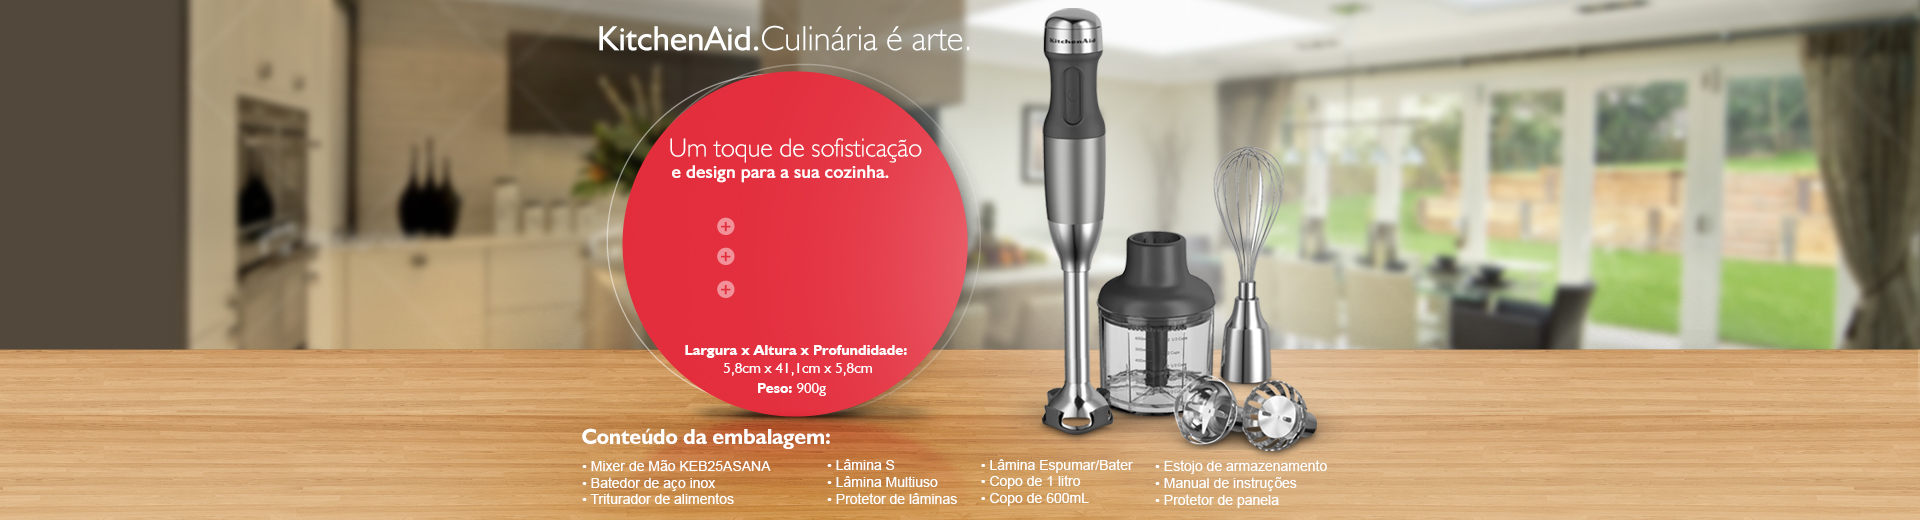 KitchenAid. Culinária é arte.
KitchenAid
Um toque de sofisticação
e design para a sua cozinha.
Largura x Altura x Profundidade:
5,8cm x 41,1cm x 5,8cm
Peso: 900g
Conteúdo da embalagem:
• Mixer de Mão KEB25ASANA
• Batedor de aço inox
• Triturador de alimentos
• Lâmina S
• Lâmina Multiuso
• Protetor de lâminas
• Lâmina Espumar/Bater
• Copo de 1 litro
• Copo de 600mL
• Estojo de armazenamento
• Manual de instruções
• Protetor de panela